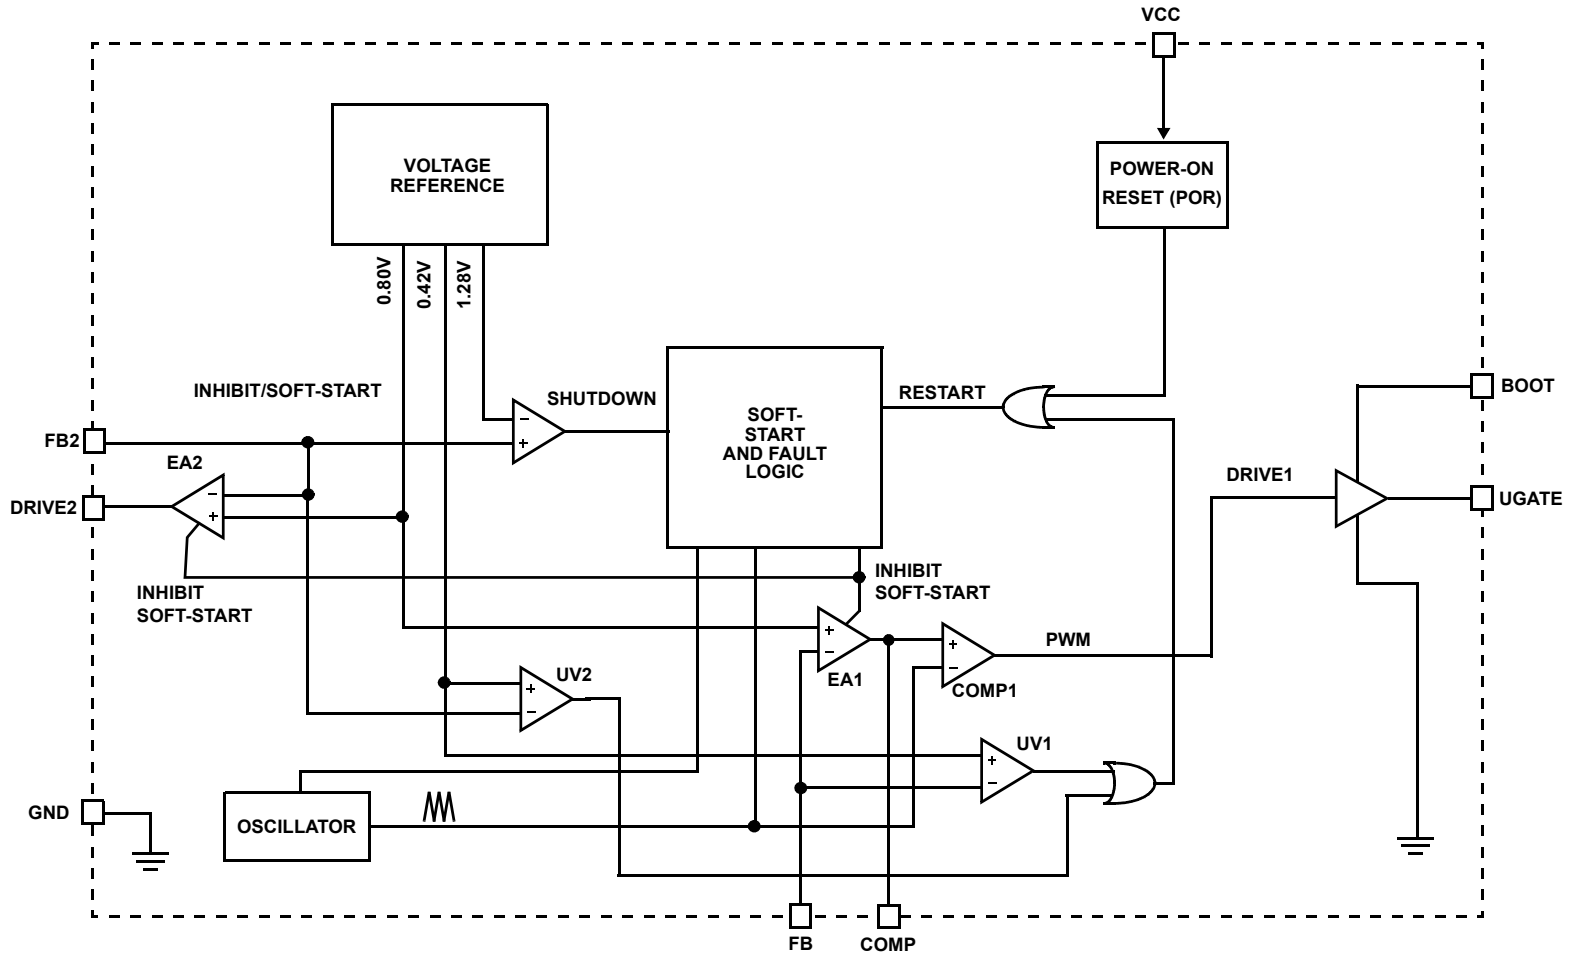 VCC
VOLTAGE
REFERENCE
POWER-ON
RESET (POR)
0.80V
0.42V
1.28V
INHIBIT/SOFT-START
SHUTDOWN
RESTART
BOOT
SOFT-
START
AND FAULT
LOGIC
−
+
FB2
EA2
−
+
DRIVE2
DRIVE1
UGATE
INHIBIT
SOFT-START
INHIBIT
SOFT-START
+
−
EA1
+
−
COMP1
PWM
UV2
+
−
UV1
+
−
GND
OSCILLATOR
FB
COMP